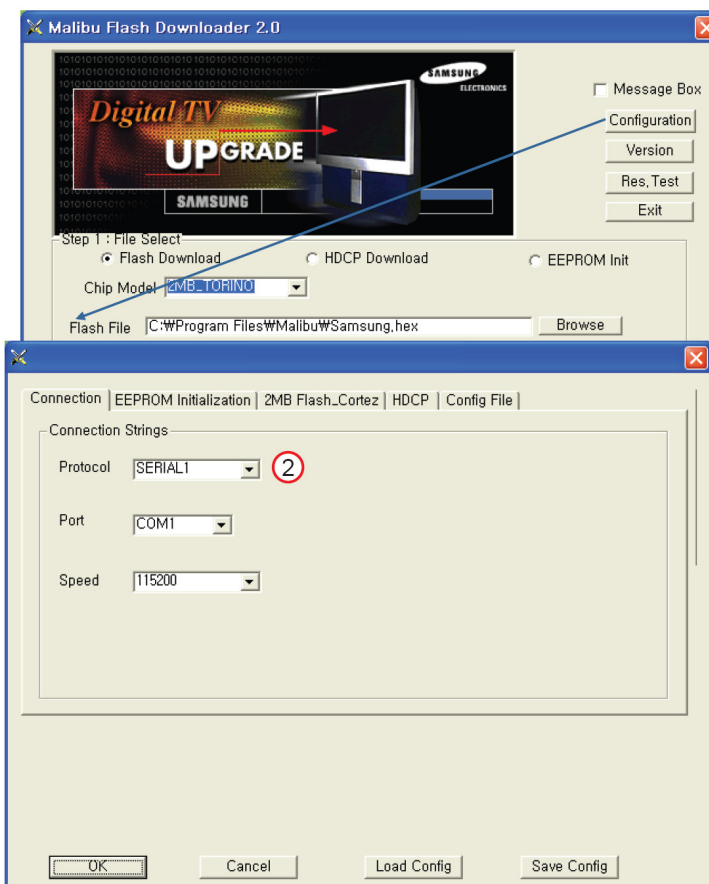 Malibu Flash Downloader 2.0
SAMSUNG
ELECTRONICS
Digital TV
UPGRADE
SAMSUNG
Message Box
Configuration
Version
Res, Test
Exit
Step 1 : File Select
Flash Download
HDCP Download
EEPROM Init
Chip Model 2MB_TORINO
Flash File C:₩Program Files₩Malibu₩Samsung,hex Browse
Connection EEPROM Initialization 2MB Flash_Cortez HDCP Config File
Connection Strings
Protocol SERIAL1 ②
Port COM1
Speed 115200
OK Cancel Load Config Save Config